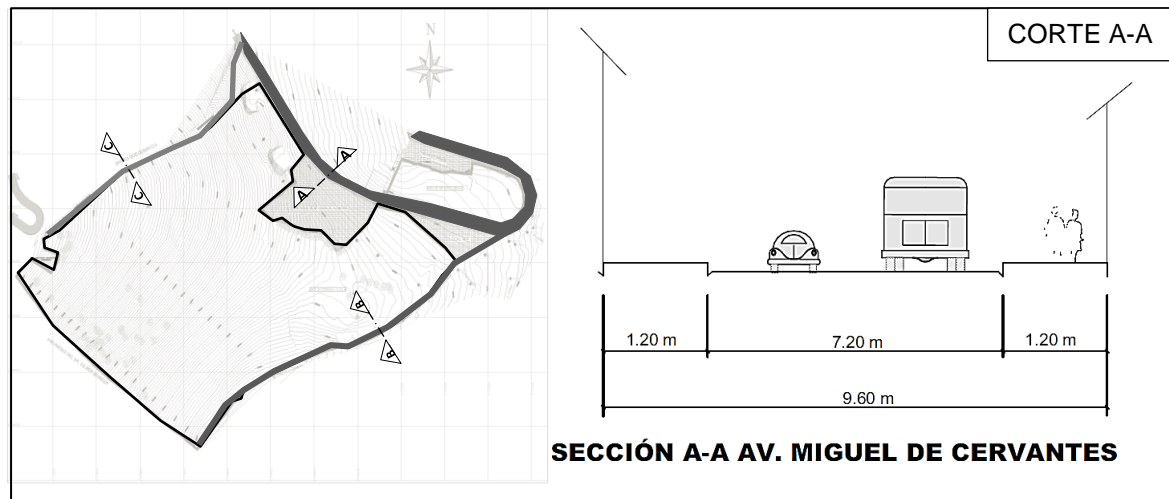 CORTE A-A
N
A
A
C
C
B
B
1.20 m
7.20 m
1.20 m
9.60 m
SECCIÓN A-A AV. MIGUEL DE CERVANTES